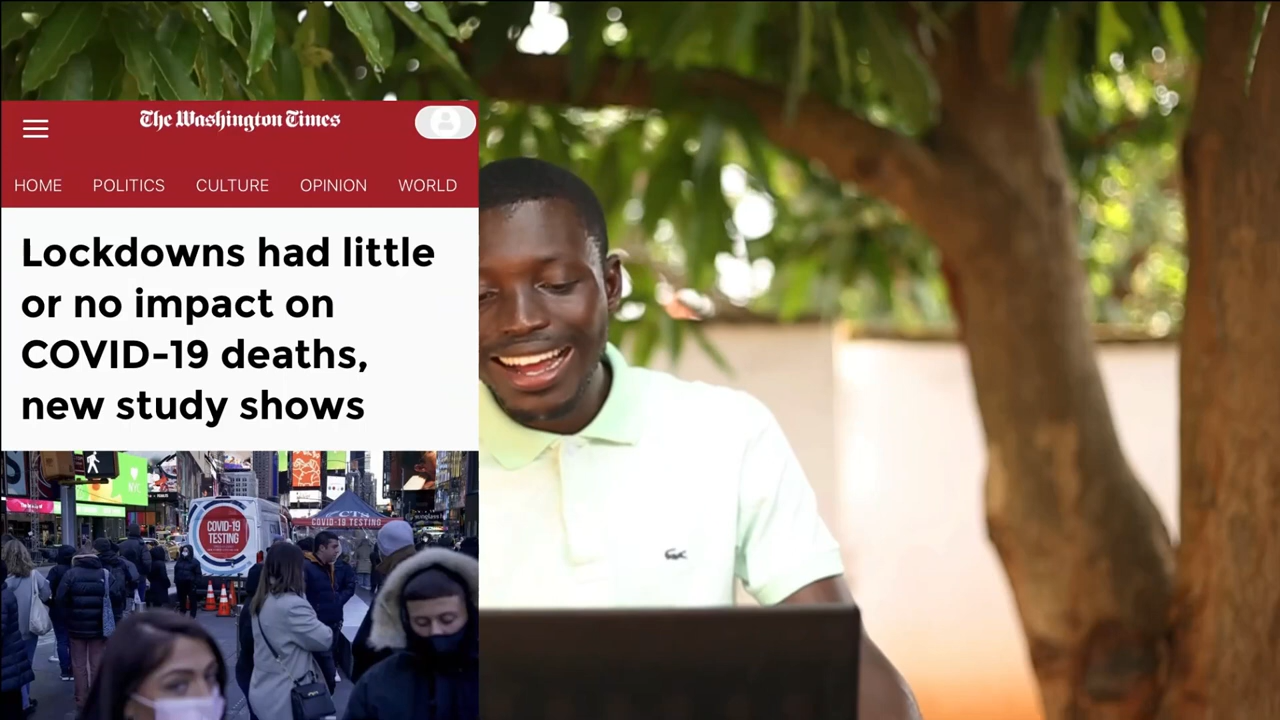 The Washington Times
HOME POLITICS CULTURE OPINION WORLD
Lockdowns had little
or no impact on
COVID-19 deaths,
new study shows
COVID-19
TESTING
COVID-19 TESTING